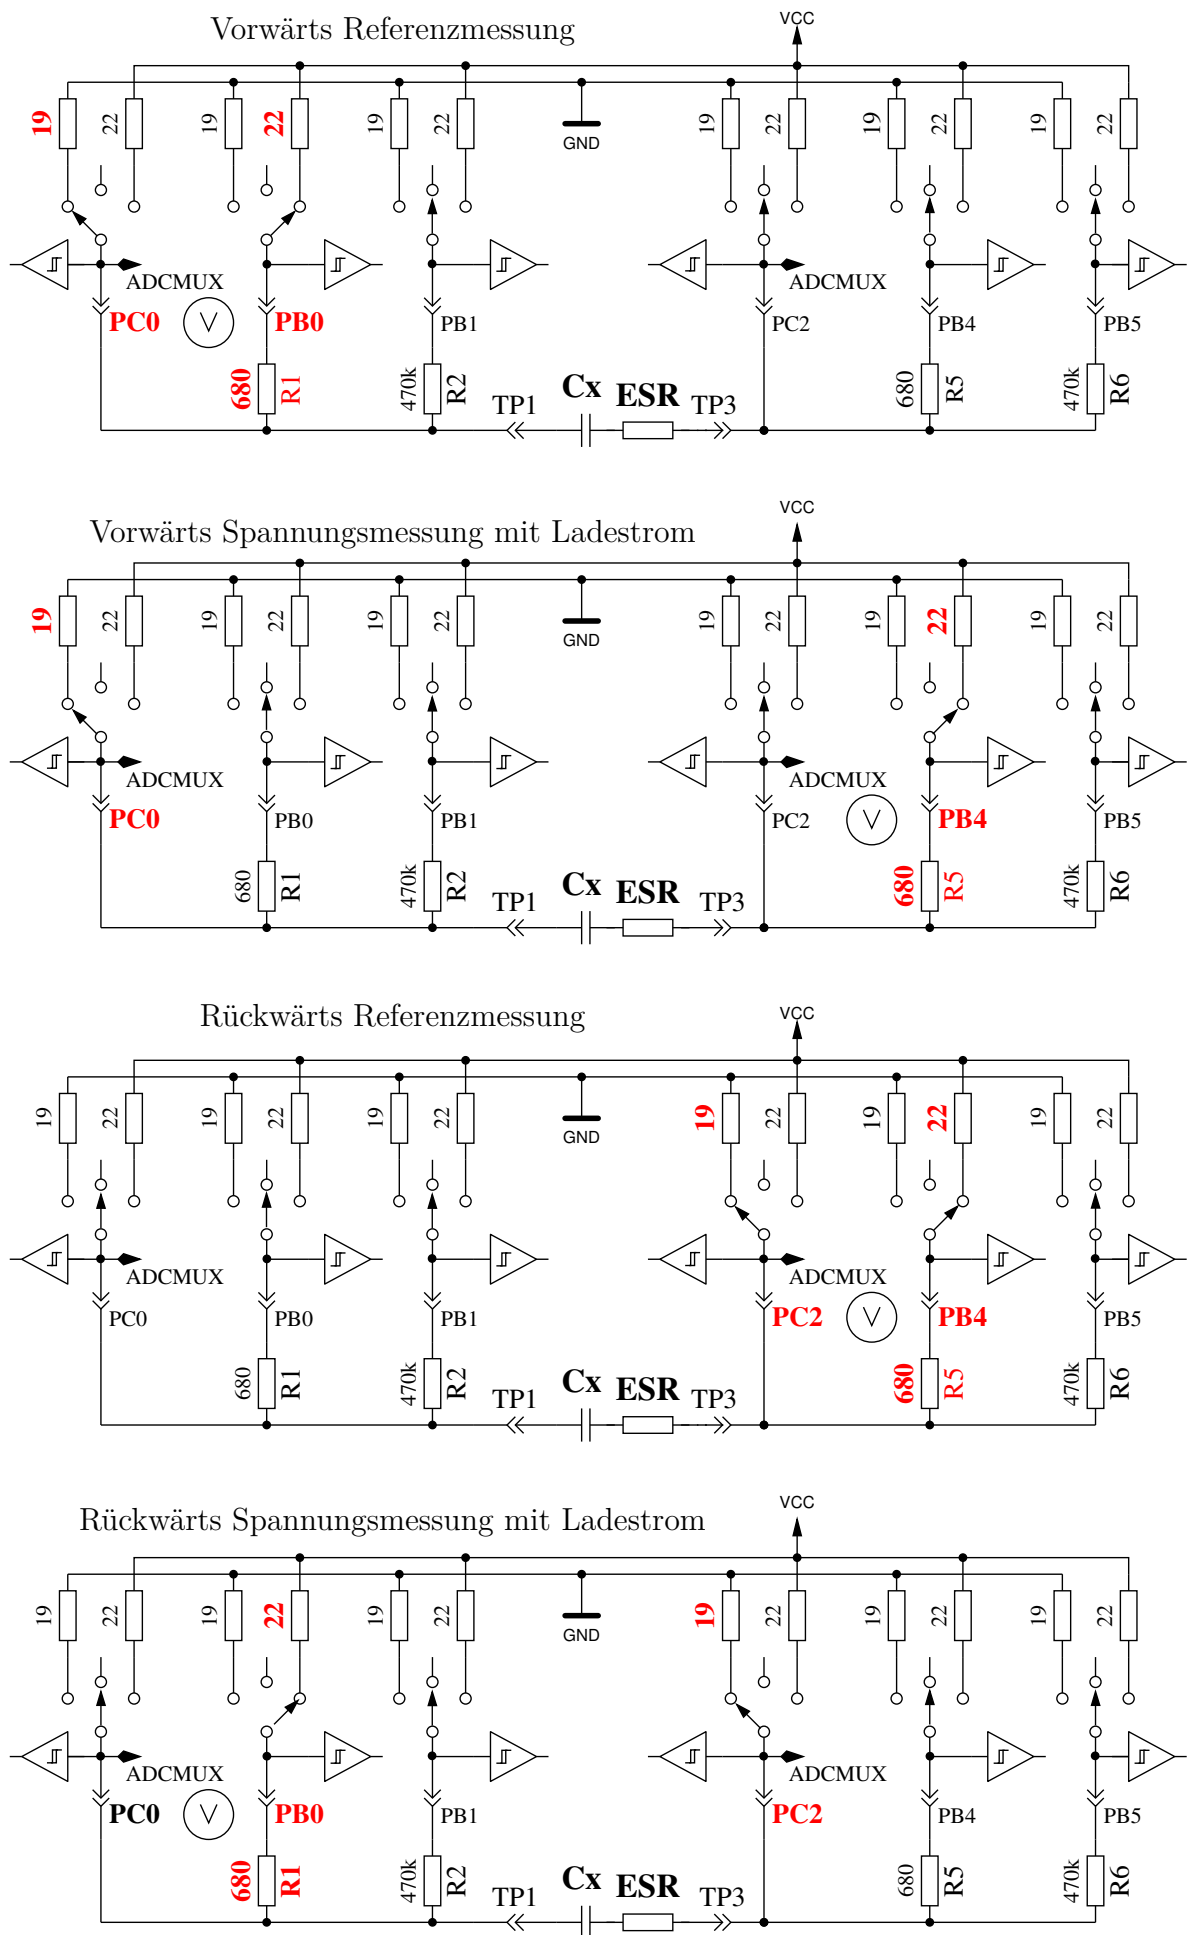 Vorwärts Referenzmessung
VCC
19 22 19 22 19 22 GND 19 22 19 22 19 22
ADCMUX ADCMUX
PC0 V PB0 PB1 PC2 PB4 PB5
680 R1 470k R2 TP1 Cx ESR TP3 680 R5 470k R6
Vorwärts Spannungsmessung mit Ladestrom
VCC
19 22 19 22 19 22 GND 19 22 19 22 19 22
ADCMUX ADCMUX
PC0 PB0 PB1 PC2 V PB4 PB5
680 R1 470k R2 TP1 Cx ESR TP3 680 R5 470k R6
Rückwärts Referenzmessung
VCC
19 22 19 22 19 22 GND 19 22 19 22 19 22
ADCMUX ADCMUX
PC0 PB0 PB1 PC2 V PB4 PB5
680 R1 470k R2 TP1 Cx ESR TP3 680 R5 470k R6
Rückwärts Spannungsmessung mit Ladestrom
VCC
19 22 19 22 19 22 GND 19 22 19 22 19 22
ADCMUX ADCMUX
PC0 V PB0 PB1 PC2 PB4 PB5
680 R1 470k R2 TP1 Cx ESR TP3 680 R5 470k R6